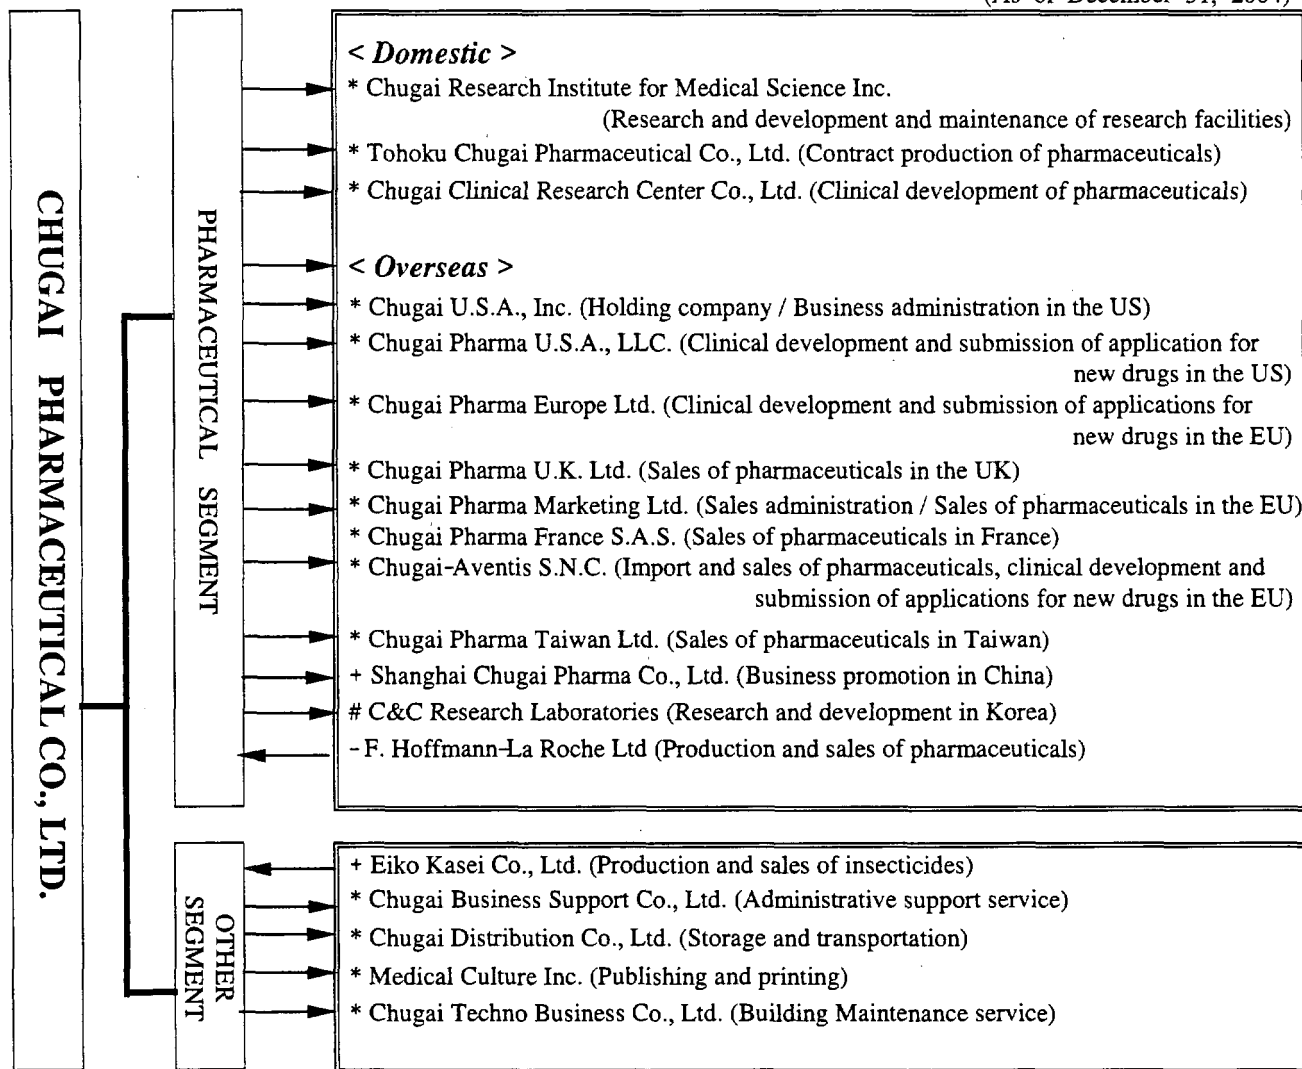 (As of December 31, 2004)
CHUGAI PHARMACEUTICAL CO., LTD.
PHARMACEUTICAL SEGMENT
< Domestic >
* Chugai Research Institute for Medical Science Inc.
(Research and development and maintenance of research facilities)
* Tohoku Chugai Pharmaceutical Co., Ltd. (Contract production of pharmaceuticals)
* Chugai Clinical Research Center Co., Ltd. (Clinical development of pharmaceuticals)
< Overseas >
* Chugai U.S.A., Inc. (Holding company / Business administration in the US)
* Chugai Pharma U.S.A., LLC. (Clinical development and submission of application for
new drugs in the US)
* Chugai Pharma Europe Ltd. (Clinical development and submission of applications for
new drugs in the EU)
* Chugai Pharma U.K. Ltd. (Sales of pharmaceuticals in the UK)
* Chugai Pharma Marketing Ltd. (Sales administration / Sales of pharmaceuticals in the EU)
* Chugai Pharma France S.A.S. (Sales of pharmaceuticals in France)
* Chugai-Aventis S.N.C. (Import and sales of pharmaceuticals, clinical development and
submission of applications for new drugs in the EU)
* Chugai Pharma Taiwan Ltd. (Sales of pharmaceuticals in Taiwan)
+ Shanghai Chugai Pharma Co., Ltd. (Business promotion in China)
# C&C Research Laboratories (Research and development in Korea)
- F. Hoffmann-La Roche Ltd (Production and sales of pharmaceuticals)
OTHER
SEGMENT
+ Eiko Kasei Co., Ltd. (Production and sales of insecticides)
* Chugai Business Support Co., Ltd. (Administrative support service)
* Chugai Distribution Co., Ltd. (Storage and transportation)
* Medical Culture Inc. (Publishing and printing)
* Chugai Techno Business Co., Ltd. (Building Maintenance service)